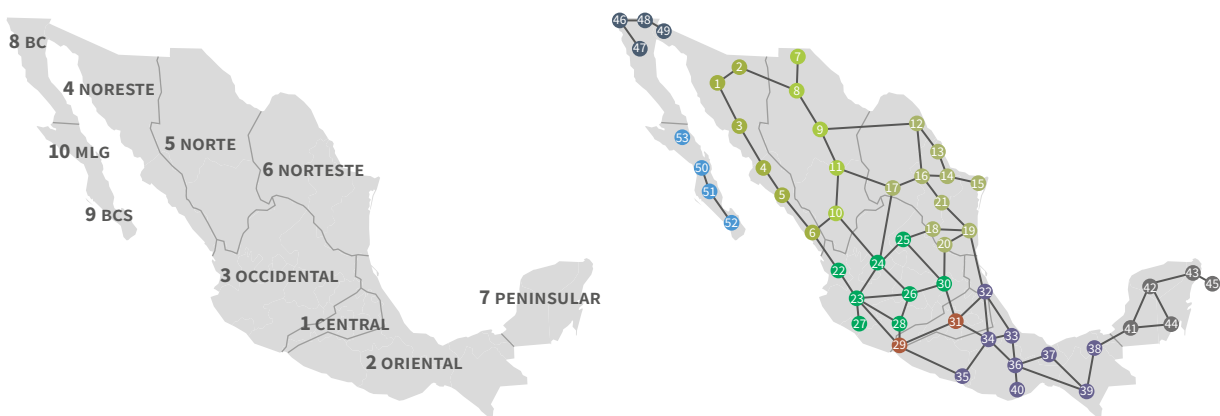 8 BC
4 NORESTE
5 NORTE
10 MLG
6 NORTESTE
9 BCS
3 OCCIDENTAL
7 PENINSULAR
1 CENTRAL
2 ORIENTAL
46 48
49
47
7
2
1 8
3 9 12
13
4 11 16 14 15
5 17
10 21
6 25 18 19
20
22 24
23 26 30 32
27 28 31
29 34 33
35 36 37 38
40 39
53
50
51
52
43
42 45
41 44